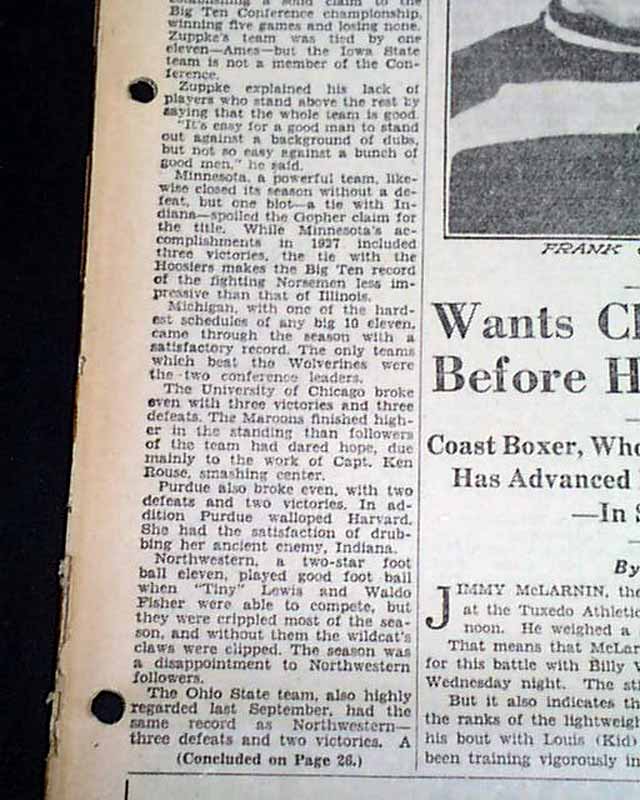 establishing a solid claim to the
Big Ten Conference championship,
winning five games and losing none.
Zuppke's team was tied by one
eleven—Ames—but the Iowa State
team is not a member of the Con-
ference.
Zuppke explained his lack of
players who stand above the rest by
saying that the whole team is good.
"It's easy for a good man to stand
out against a background of dubs,
but not so easy against a bunch of
good men," he said.
Minnesota, a powerful team, like-
wise closed its season without a de-
feat, but one blot—a tie with In-
diana—spoiled the Gopher claim for
the title. While Minnesota's ac-
complishments in 1927 included
three victories, the tie with the
Hoosiers makes the Big Ten record
of the fighting Norsemen less im-
pressive than that of Illinois.
Michigan, with one of the hard-
est schedules of any big 10 eleven,
came through the season with a
satisfactory record. The only teams
which beat the Wolverines were
the two conference leaders.
The University of Chicago broke
even with three victories and three
defeats. The Maroons finished high-
er in the standing than followers
of the team had dared hope, due
mainly to the work of Capt. Ken
Rouse, smashing center.
Purdue also broke even, with two
defeats and two victories. In ad-
dition Purdue walloped Harvard.
She had the satisfaction of drub-
bing her ancient enemy, Indiana.
Northwestern, a two-star foot
ball eleven, played good foot ball
when "Tiny" Lewis and Waldo
Fisher were able to compete, but
they were crippled most of the sea-
son, and without them the wildcat's
claws were clipped. The season was
a disappointment to Northwestern
followers.
The Ohio State team, also highly
regarded last September, had the
same record as Northwestern—
three defeats and two victories. A
(Concluded on Page 26.)
FRANK
Wants Cl
Before H
Coast Boxer, Who
Has Advanced
—In S
By
JIMMY McLARNIN, the
at the Tuxedo Athletic
noon. He weighed a
That means that McLar
for this battle with Billy
Wednesday night. The
But it also indicates th
the ranks of the lightweigh
his bout with Louis (Kid)
been training vigorously in